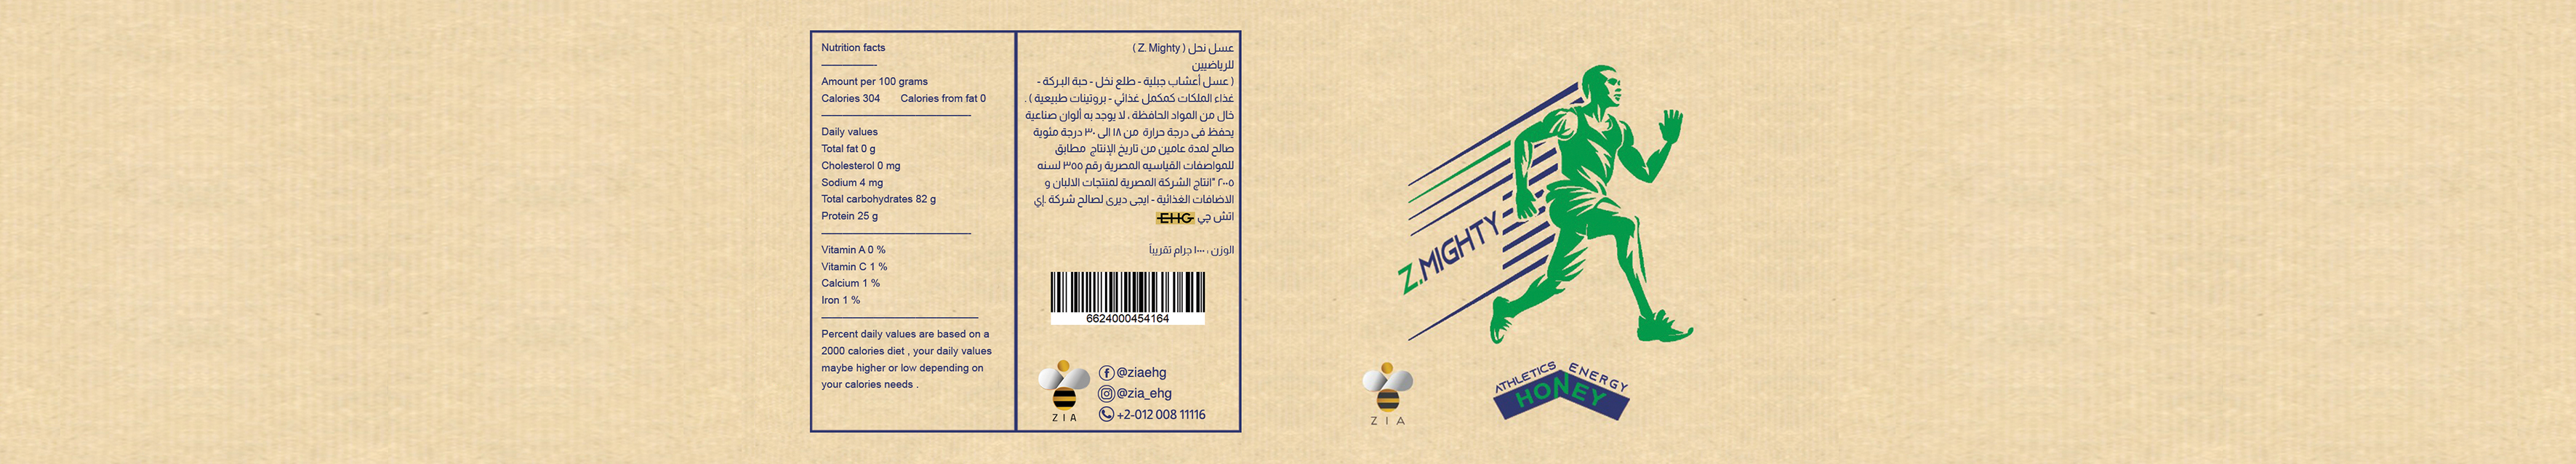 Nutrition facts
Amount per 100 grams
Calories 304 Calories from fat 0
Daily values
Total fat 0 g
Cholesterol 0 mg
Sodium 4 mg
Total carbohydrates 82 g
Protein 25 g
Vitamin A 0 %
Vitamin C 1 %
Calcium 1 %
Iron 1 %
Percent daily values are based on a
2000 calories diet , your daily values
maybe higher or low depending on
your calories needs .
عسل نحل ( Z. Mighty )
للرياضيين
( عسل أعشاب جبلية - طلع نخل - حبة البركة -
غذاء الملكات كمكمل غذائي - بروتينات طبيعية ) .
خال من المواد الحافظة ، لا يوجد به ألوان صناعية
يحفظ فى درجة حرارة من ١٨ الى ٣٠ درجة مئوية
صالح لمدة عامين من تاريخ الإنتاج مطابق
للمواصفات القياسيه المصرية رقم ٣٥٥ لسنه
٢٠٠٥ "انتاج الشركة المصرية لمنتجات الالبان و
الاضافات الغذائية - ايجى ديرى لصالح شركة .إي
اتش جي EHG
الوزن ، ١٠٠٠ جرام تقريباً
6624000454164
@ziaehg
@zia_ehg
+2-012 008 11116
ZIA
Z.MIGHTY
ZIA
ATHLETICS ENERGY
HONEY